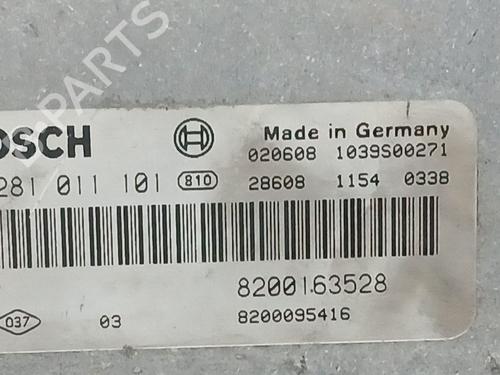 PARTS
OSCH
Made in Germany
020608 1039S00271
281 011 101 810 28608 1154 0338
8200163528
037 03 8200095416